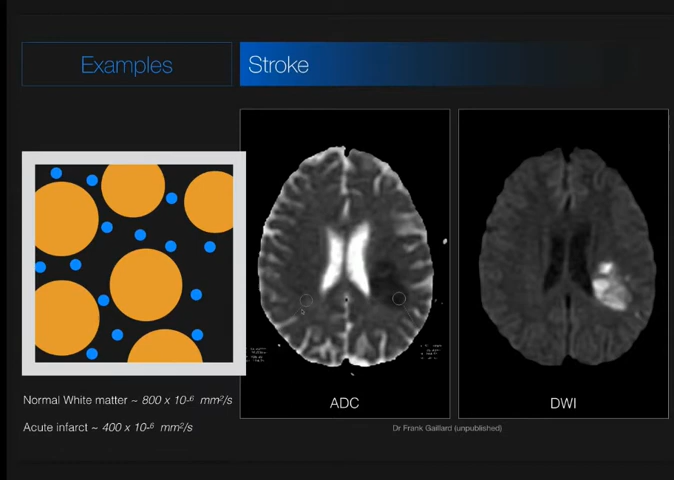 Examples
Stroke
ADC
DWI
Normal White matter ~ 800 x 10-6 mm²/s
Acute infarct ~ 400 x 10-6 mm²/s
Dr Frank Gaillard (unpublished)